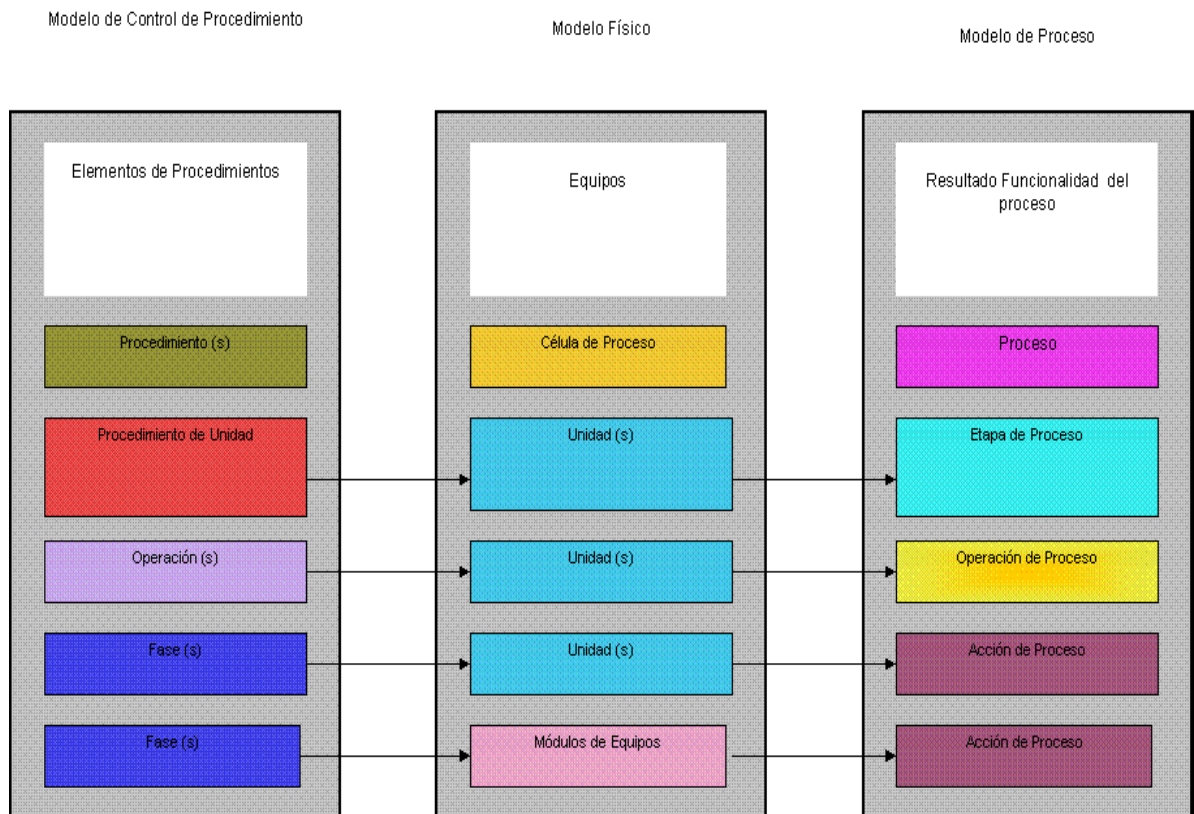 Modelo de Control de Procedimiento
Modelo Físico
Modelo de Proceso
Elementos de Procedimientos
Equipos
Resultado Funcionalidad del
proceso
Procedimiento (s)
Célula de Proceso
Proceso
Procedimiento de Unidad
Unidad (s)
Etapa de Proceso
Operación (s)
Unidad (s)
Operación de Proceso
Fase (s)
Unidad (s)
Acción de Proceso
Fase (s)
Módulos de Equipos
Acción de Proceso